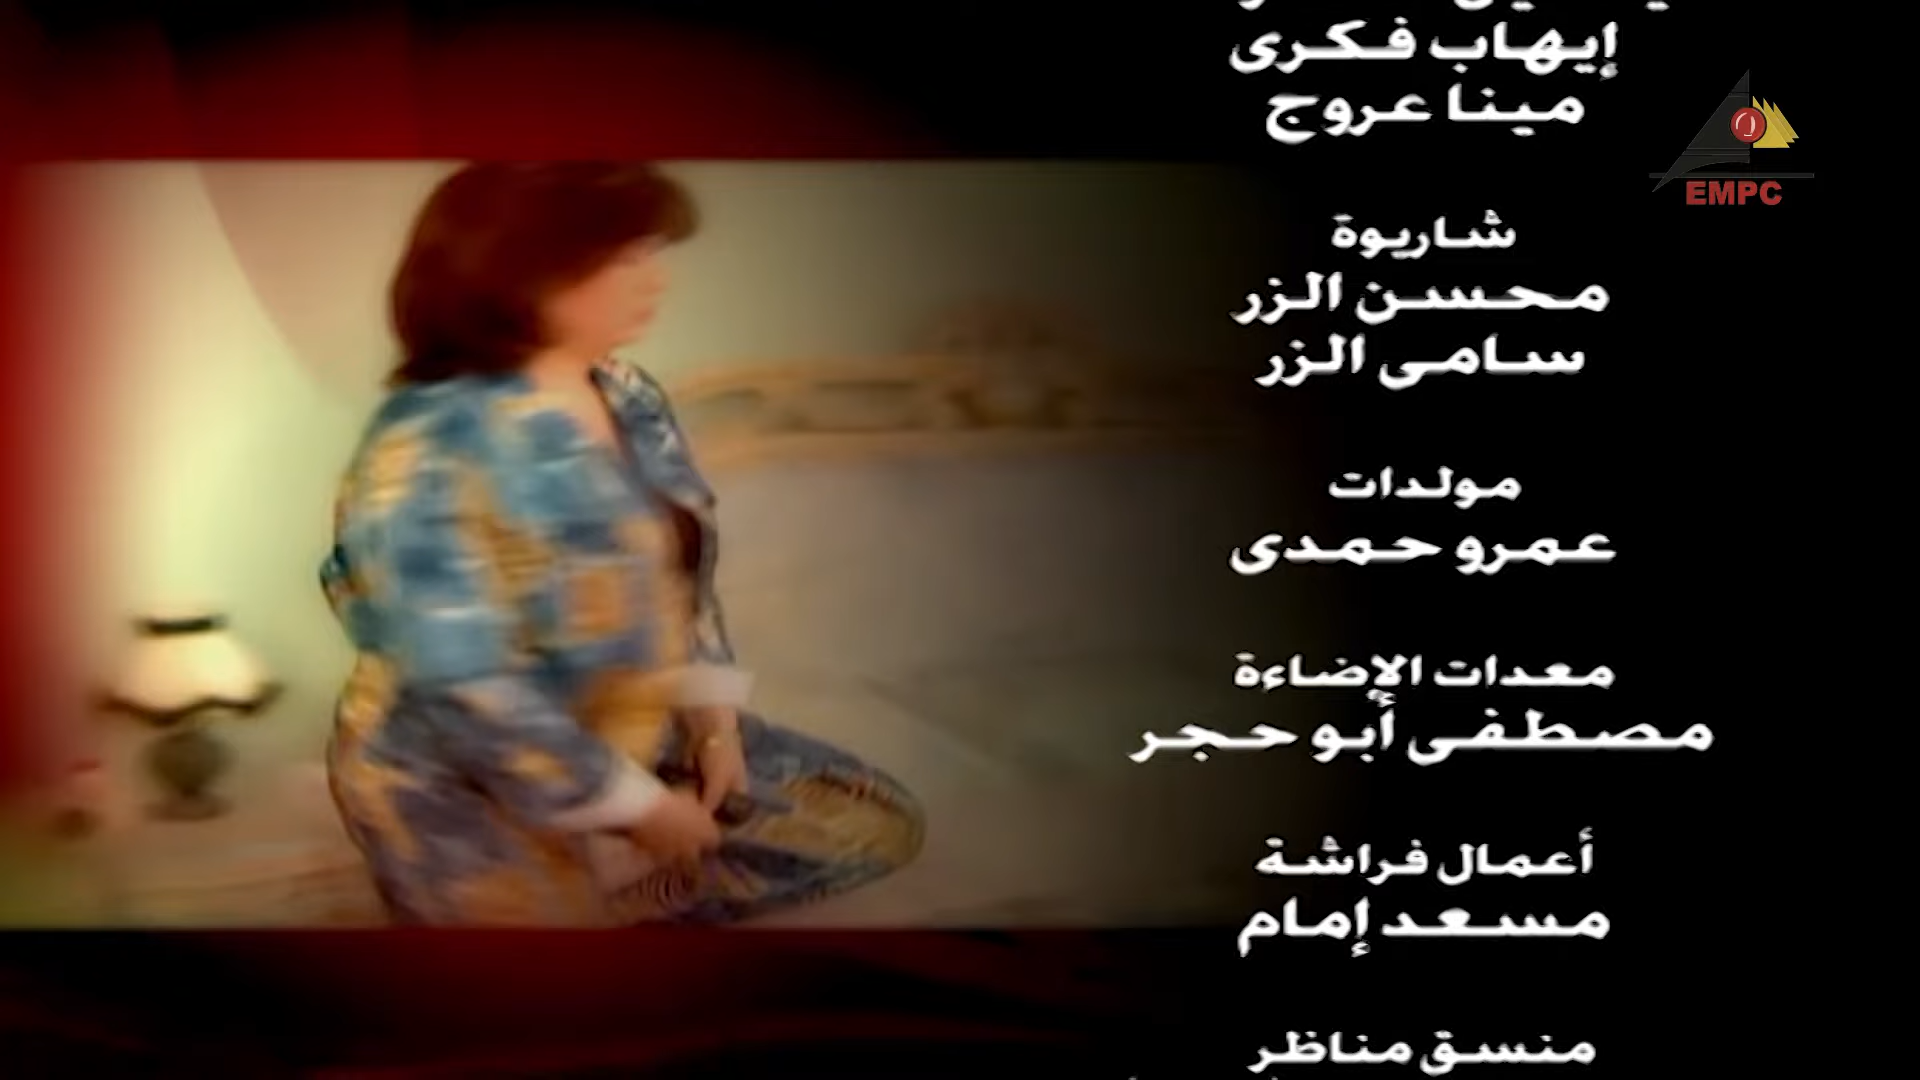 إيهاب فكرى
مينا عروج
EMPC
شاريوة
محسن الزر
سامى الزر
مولدات
عمرو حمدى
معدات الإضاءة
مصطفى أبو حجر
أعمال فراشة
مسعد إمام
منسق مناظر